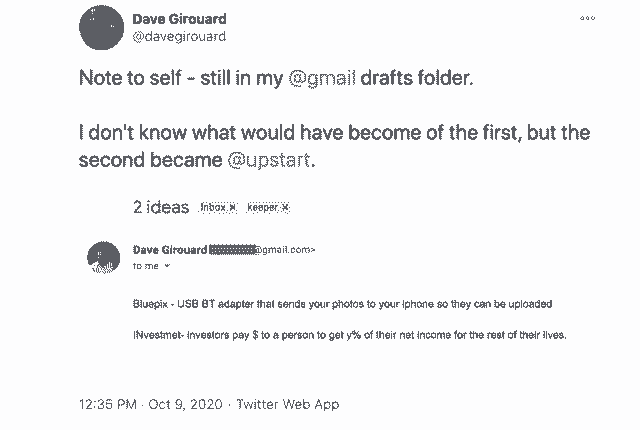 Dave Girouard
@davegirouard
Note to self - still in my @gmail drafts folder.
I don't know what would have become of the first, but the
second became @upstart.
2 ideas Inbox x keeper x
Dave Girouard @gmail.com>
to me
Bluepix - USB BT adapter that sends your photos to your iphone so they can be uploaded
INvestmet- Investors pay $ to a person to get y% of their net income for the rest of their lives.
12:35 PM · Oct 9, 2020 · Twitter Web App